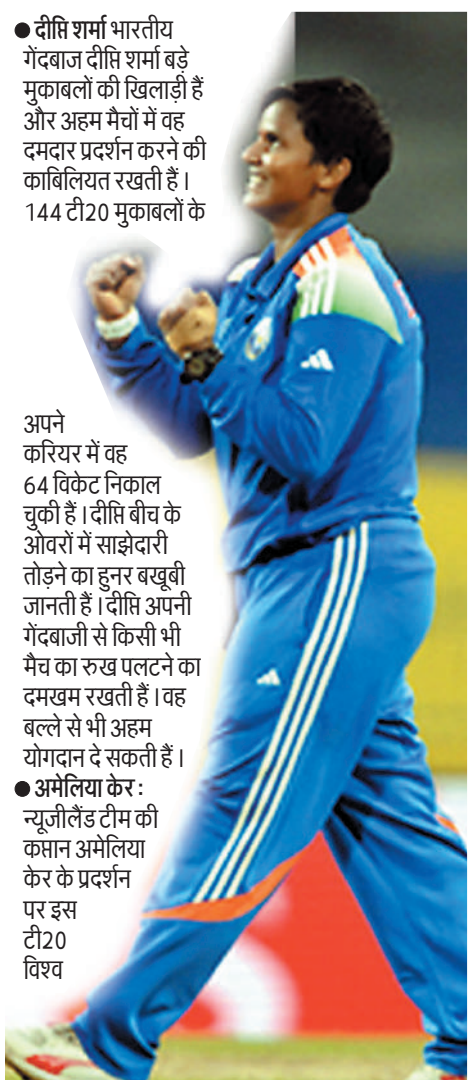 ● दीप्ति शर्मा भारतीय
गेंदबाज दीप्ति शर्मा बड़े
मुकाबलों की खिलाड़ी हैं
और अहम मैचों में वह
दमदार प्रदर्शन करने की
काबिलियत रखती हैं।
144 टी20 मुकाबलों के
अपने
करियर में वह
64 विकेट निकाल
चुकी हैं। दीप्ति बीच के
ओवरों में साझेदारी
तोड़ने का हुनर बखूबी
जानती हैं। दीप्ति अपनी
गेंदबाजी से किसी भी
मैच का रुख पलटने का
दमखम रखती हैं। वह
बल्ले से भी अहम
योगदान दे सकती हैं।
● अमेलिया केर :
न्यूजीलैंड टीम की
कप्तान अमेलिया
केर के प्रदर्शन
पर इस
टी20
विश्व